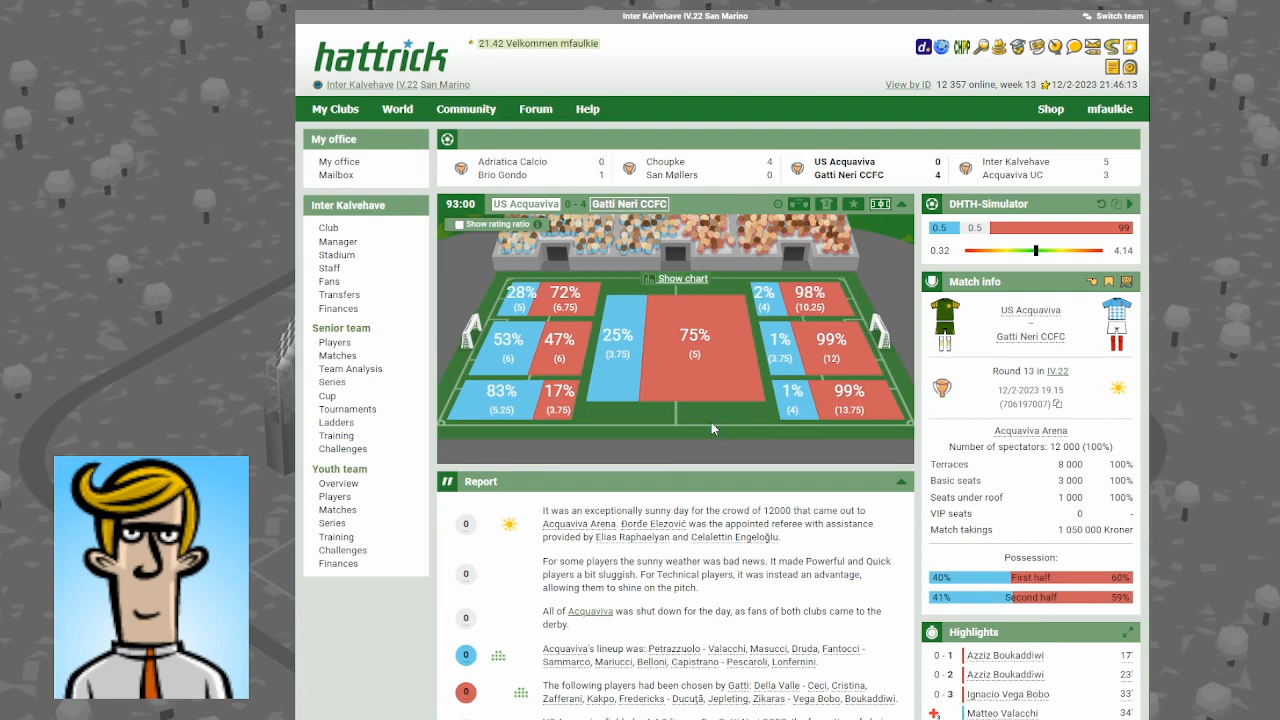 Inter Kalvehave IV.22 San Marino
Switch team
hattrick
21.42 Velkommen mfaulkie
CHPP
Inter Kalvehave IV.22 San Marino
View by ID 12 357 online, week 13 12/2-2023 21:46:13
My Clubs World Community Forum Help Shop mfaulkie
My office
My office
Mailbox
Inter Kalvehave
Club
Manager
Stadium
Staff
Fans
Transfers
Finances
Senior team
Players
Matches
Team Analysis
Series
Cup
Tournaments
Ladders
Training
Challenges
Youth team
Overview
Players
Matches
Series
Training
Challenges
Finances
Adriatica Calcio 0
Brio Gondo 1
Choupke 4
San Møllers 0
US Acquaviva 0
Gatti Neri CCFC 4
Inter Kalvehave 5
Acquaviva UC 3
93:00 US Acquaviva 0 - 4 Gatti Neri CCFC
Show rating ratio
Show chart
28% 72% 2% 98%
(5) (6.75) (4) (10.25)
53% 47% 25% 75% 1% 99%
(6) (6) (3.75) (5) (3.75) (12)
83% 17% 1% 99%
(5.25) (3.75) (4) (13.75)
Report
0
It was an exceptionally sunny day for the crowd of 12000 that came out to
Acquaviva Arena. Đorde Elezović was the appointed referee with assistance
provided by Elias Raphaelyan and Celalettin Engeloğlu.
0
For some players the sunny weather was bad news. It made Powerful and Quick
players a bit sluggish. For Technical players, it was instead an advantage,
allowing them to shine on the pitch.
0
All of Acquaviva was shut down for the day, as fans of both clubs came to the
derby.
0
Acquaviva's lineup was: Petrazzuolo - Valacchi, Masucci, Druda, Fantocci -
Sammarco, Mariucci, Belloni, Capistrano - Pescaroli, Lonfernini.
0
The following players had been chosen by Gatti: Della Valle - Ceci, Cristina,
Zafferani, Kakpo, Fredericks - Ducuță, Jepleting, Zikaras - Vega Bobo, Boukaddiwi.
DHTH-Simulator
0.5 0.5 99
0.32 4.14
Match info
US Acquaviva
–
Gatti Neri CCFC
Round 13 in IV.22
12/2-2023 19.15
(706197007)
Acquaviva Arena
Number of spectators: 12 000 (100%)
Terraces 8 000 100%
Basic seats 3 000 100%
Seats under roof 1 000 100%
VIP seats 0 -
Match takings 1 050 000 Kroner
Possession:
40% First half 60%
41% Second half 59%
Highlights
0 - 1 Azziz Boukaddiwi 17'
0 - 2 Azziz Boukaddiwi 23'
0 - 3 Ignacio Vega Bobo 33'
Matteo Valacchi 34'